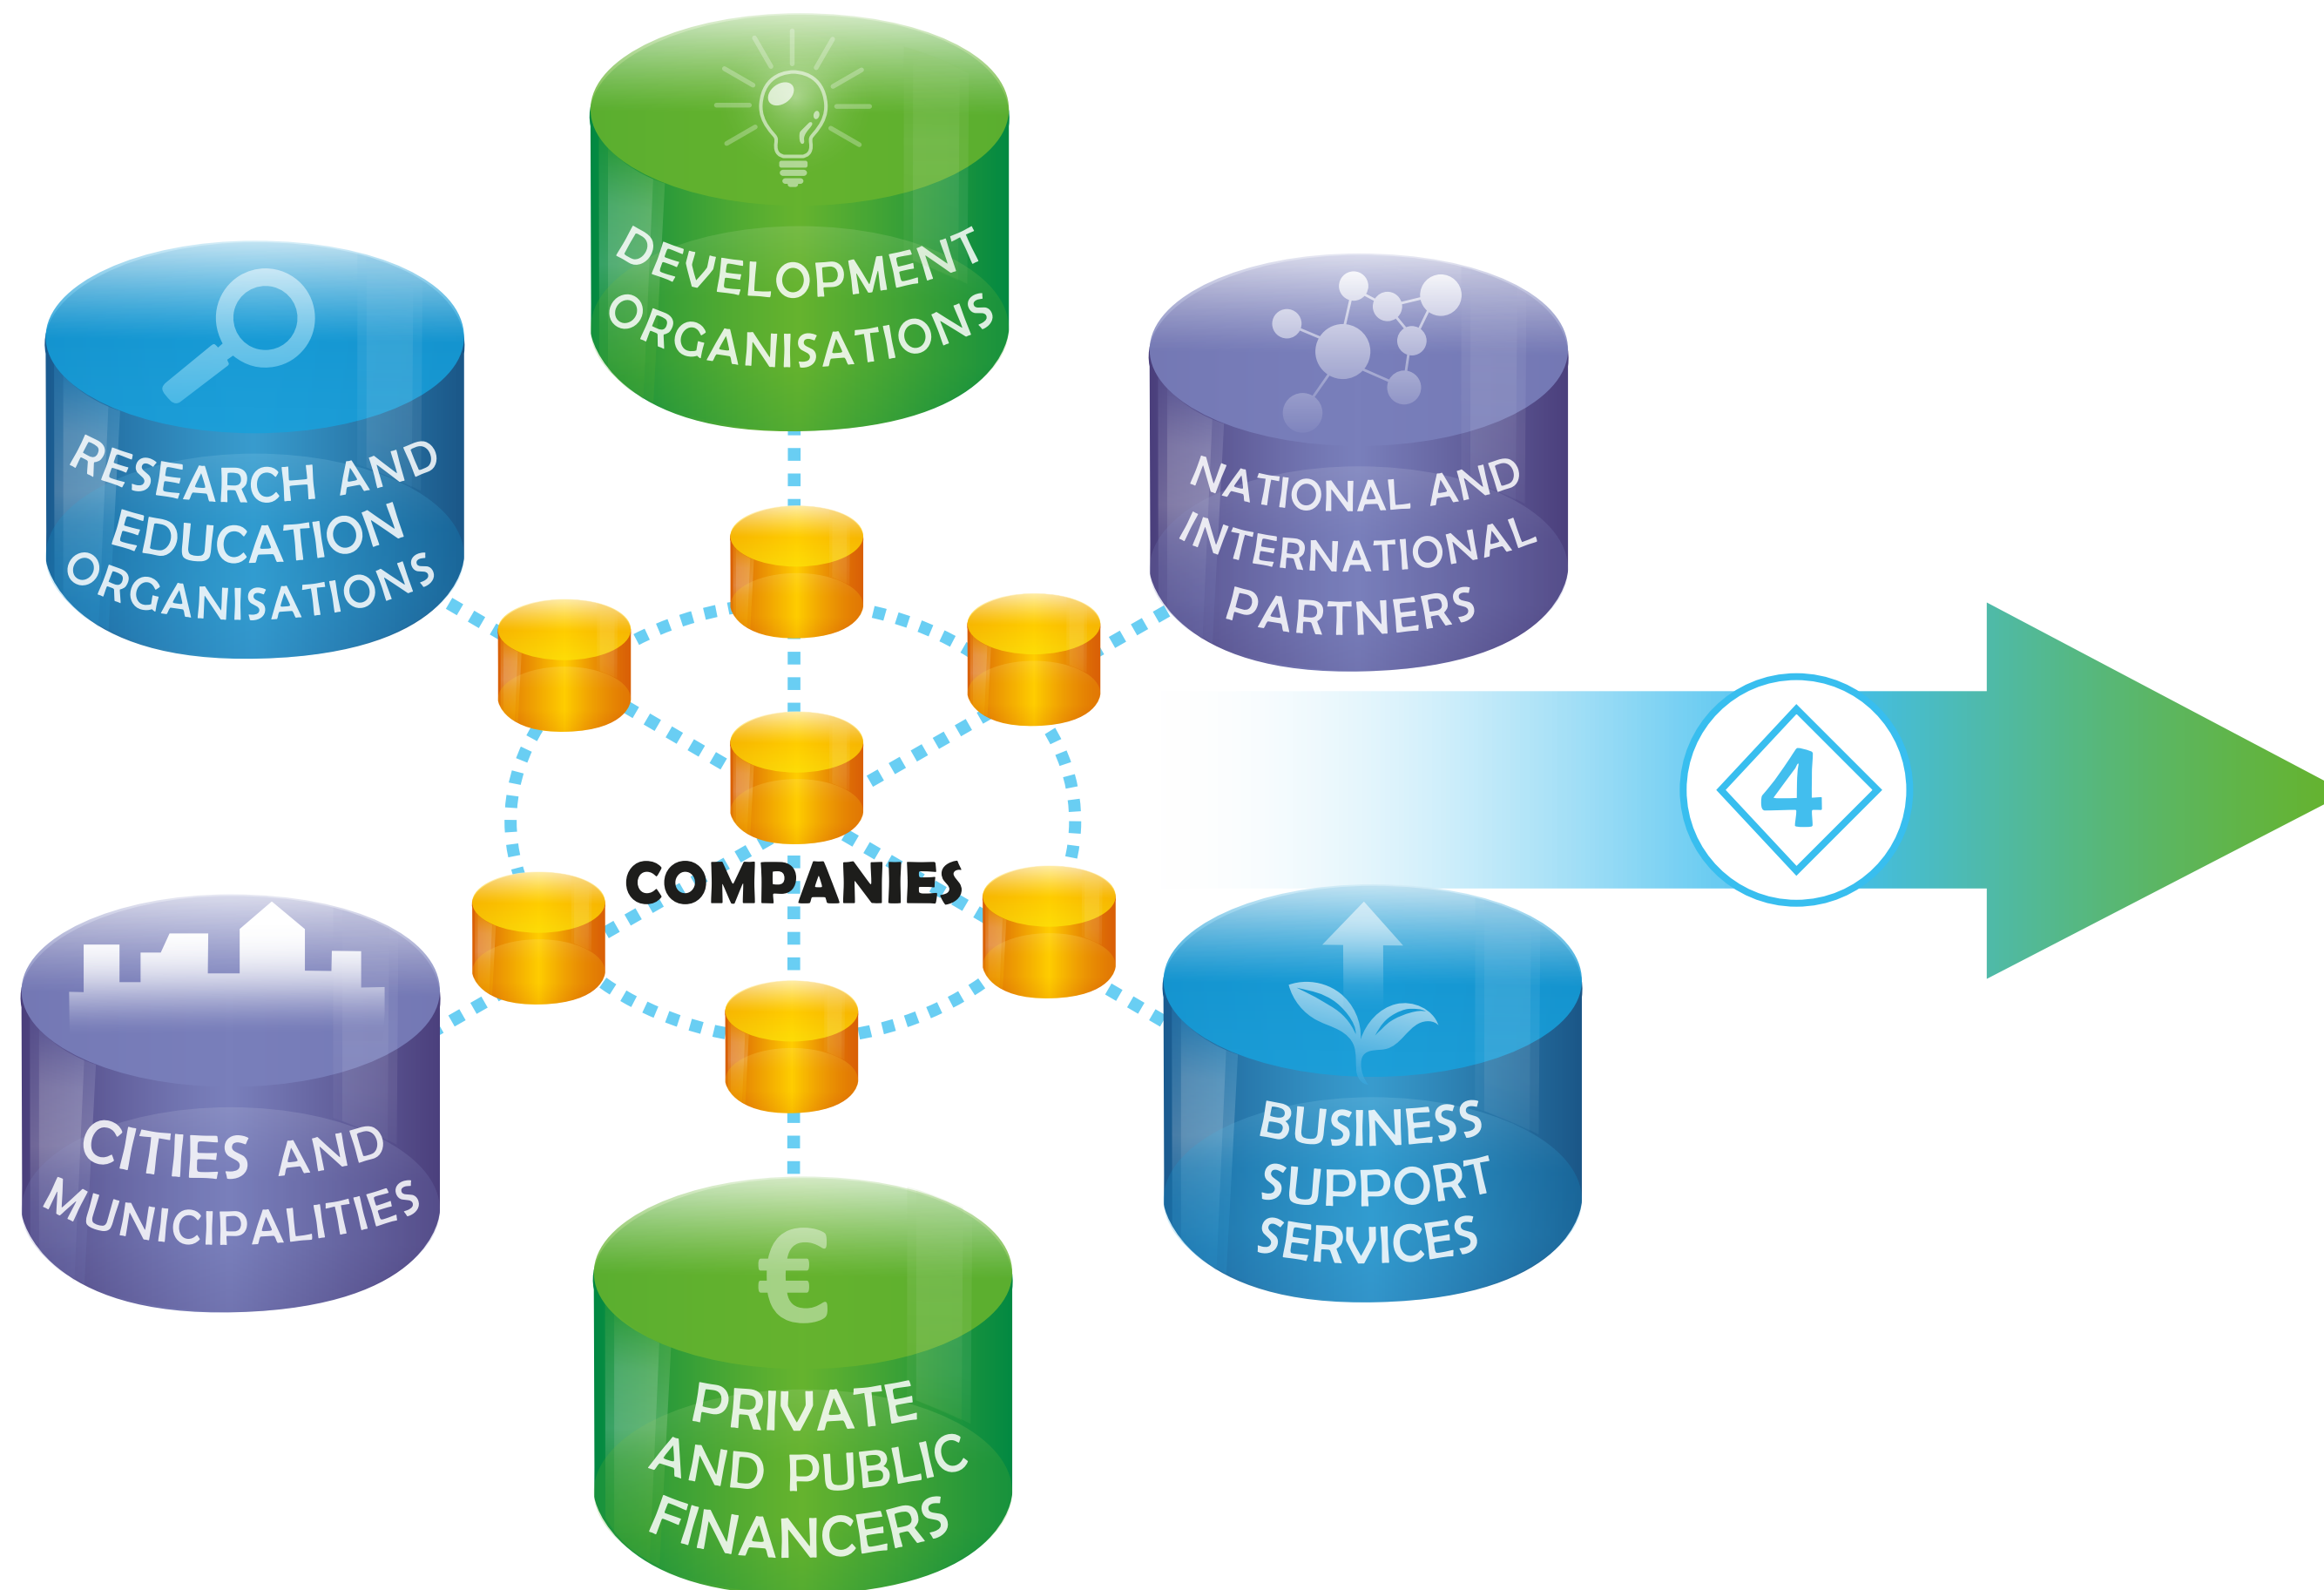 DEVELOPMENT
ORGANISATIONS
RESEARCH AND
EDUCATION
ORGANISATIONS
NATIONAL AND
INTERNATIONAL
PARTNERS
4
COMPANIES
CITIES AND
MUNICIPALITIES
BUSINESS
SUPPORT
SERVICES
€
PRIVATE
AND PUBLIC
FINANCERS